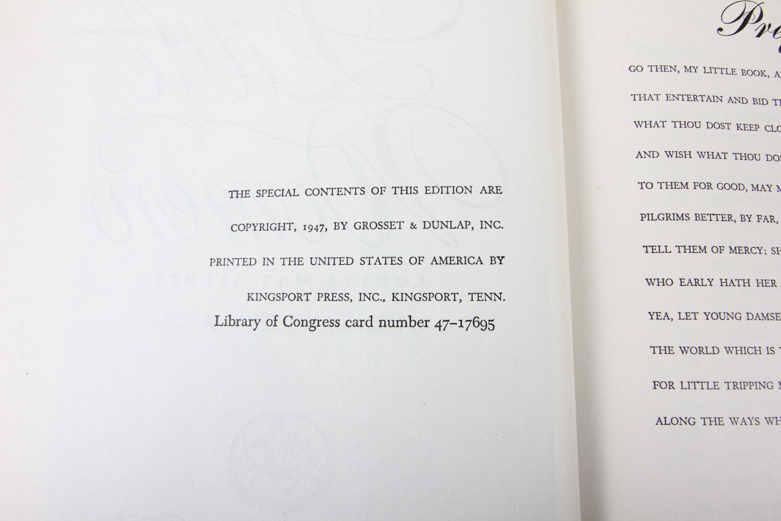 THE SPECIAL CONTENTS OF THIS EDITION ARE
COPYRIGHT, 1947, BY GROSSET & DUNLAP, INC.
PRINTED IN THE UNITED STATES OF AMERICA BY
KINGSPORT PRESS, INC., KINGSPORT, TENN.
Library of Congress card number 47–17695
GO THEN, MY LITTLE BOOK,
THAT ENTERTAIN AND BID
WHAT THOU DOST KEEP
AND WISH WHAT THOU
TO THEM FOR GOOD, MAY
PILGRIMS BETTER, BY FAR,
TELL THEM OF MERCY;
WHO EARLY HATH HER
YEA, LET YOUNG
THE WORLD WHICH IS
FOR LITTLE TRIPPING
ALONG THE WAYS